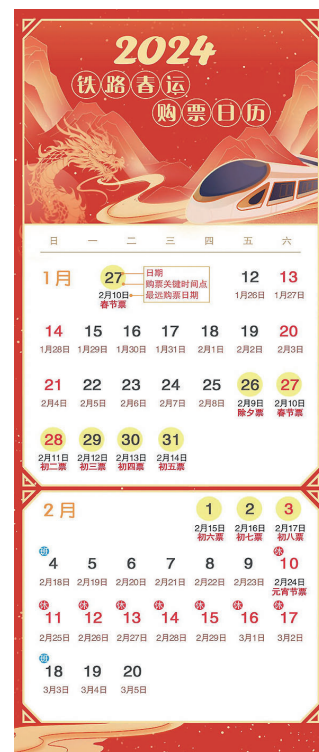 2024
铁路春运
购票日历
日 一 二 三 四 五 六
1月 27 日期 12 13
购票关键时间点
2月10日 最远购票日期 1月26日 1月27日
春节票
14 15 16 17 18 19 20
1月28日 1月29日 1月30日 1月31日 2月1日 2月2日 2月3日
21 22 23 24 25 26 27
2月4日 2月5日 2月6日 2月7日 2月8日 2月9日 2月10日
除夕票 春节票
28 29 30 31
2月11日 2月12日 2月13日 2月14日
初二票 初三票 初四票 初五票
2月 1 2 3
2月15日 2月16日 2月17日
初六票 初七票 初八票
班 休
4 5 6 7 8 9 10
2月18日 2月19日 2月20日 2月21日 2月22日 2月23日 2月24日
元宵节票
休 休 休 休 休 休 休
11 12 13 14 15 16 17
2月25日 2月26日 2月27日 2月28日 2月29日 3月1日 3月2日
班
18 19 20
3月3日 3月4日 3月5日